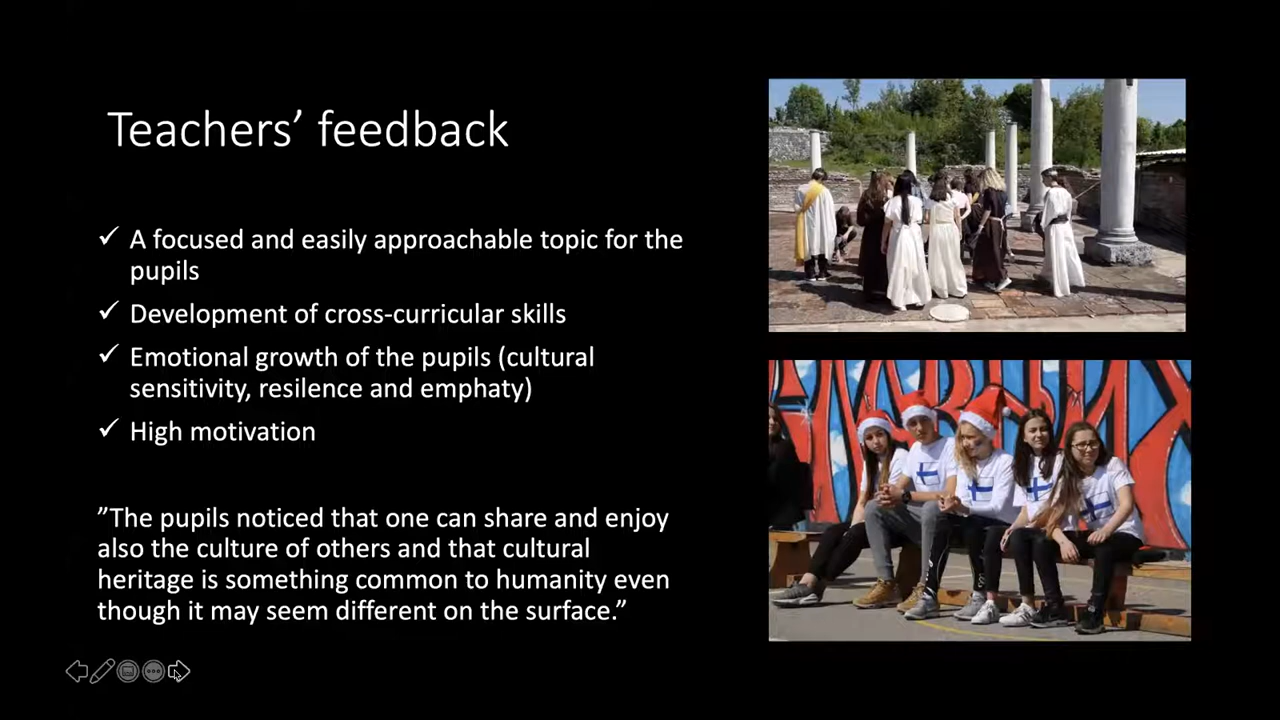 Teachers’ feedback
✓ A focused and easily approachable topic for the
pupils
✓ Development of cross-curricular skills
✓ Emotional growth of the pupils (cultural
sensitivity, resilence and emphaty)
✓ High motivation
”The pupils noticed that one can share and enjoy
also the culture of others and that cultural
heritage is something common to humanity even
though it may seem different on the surface.”